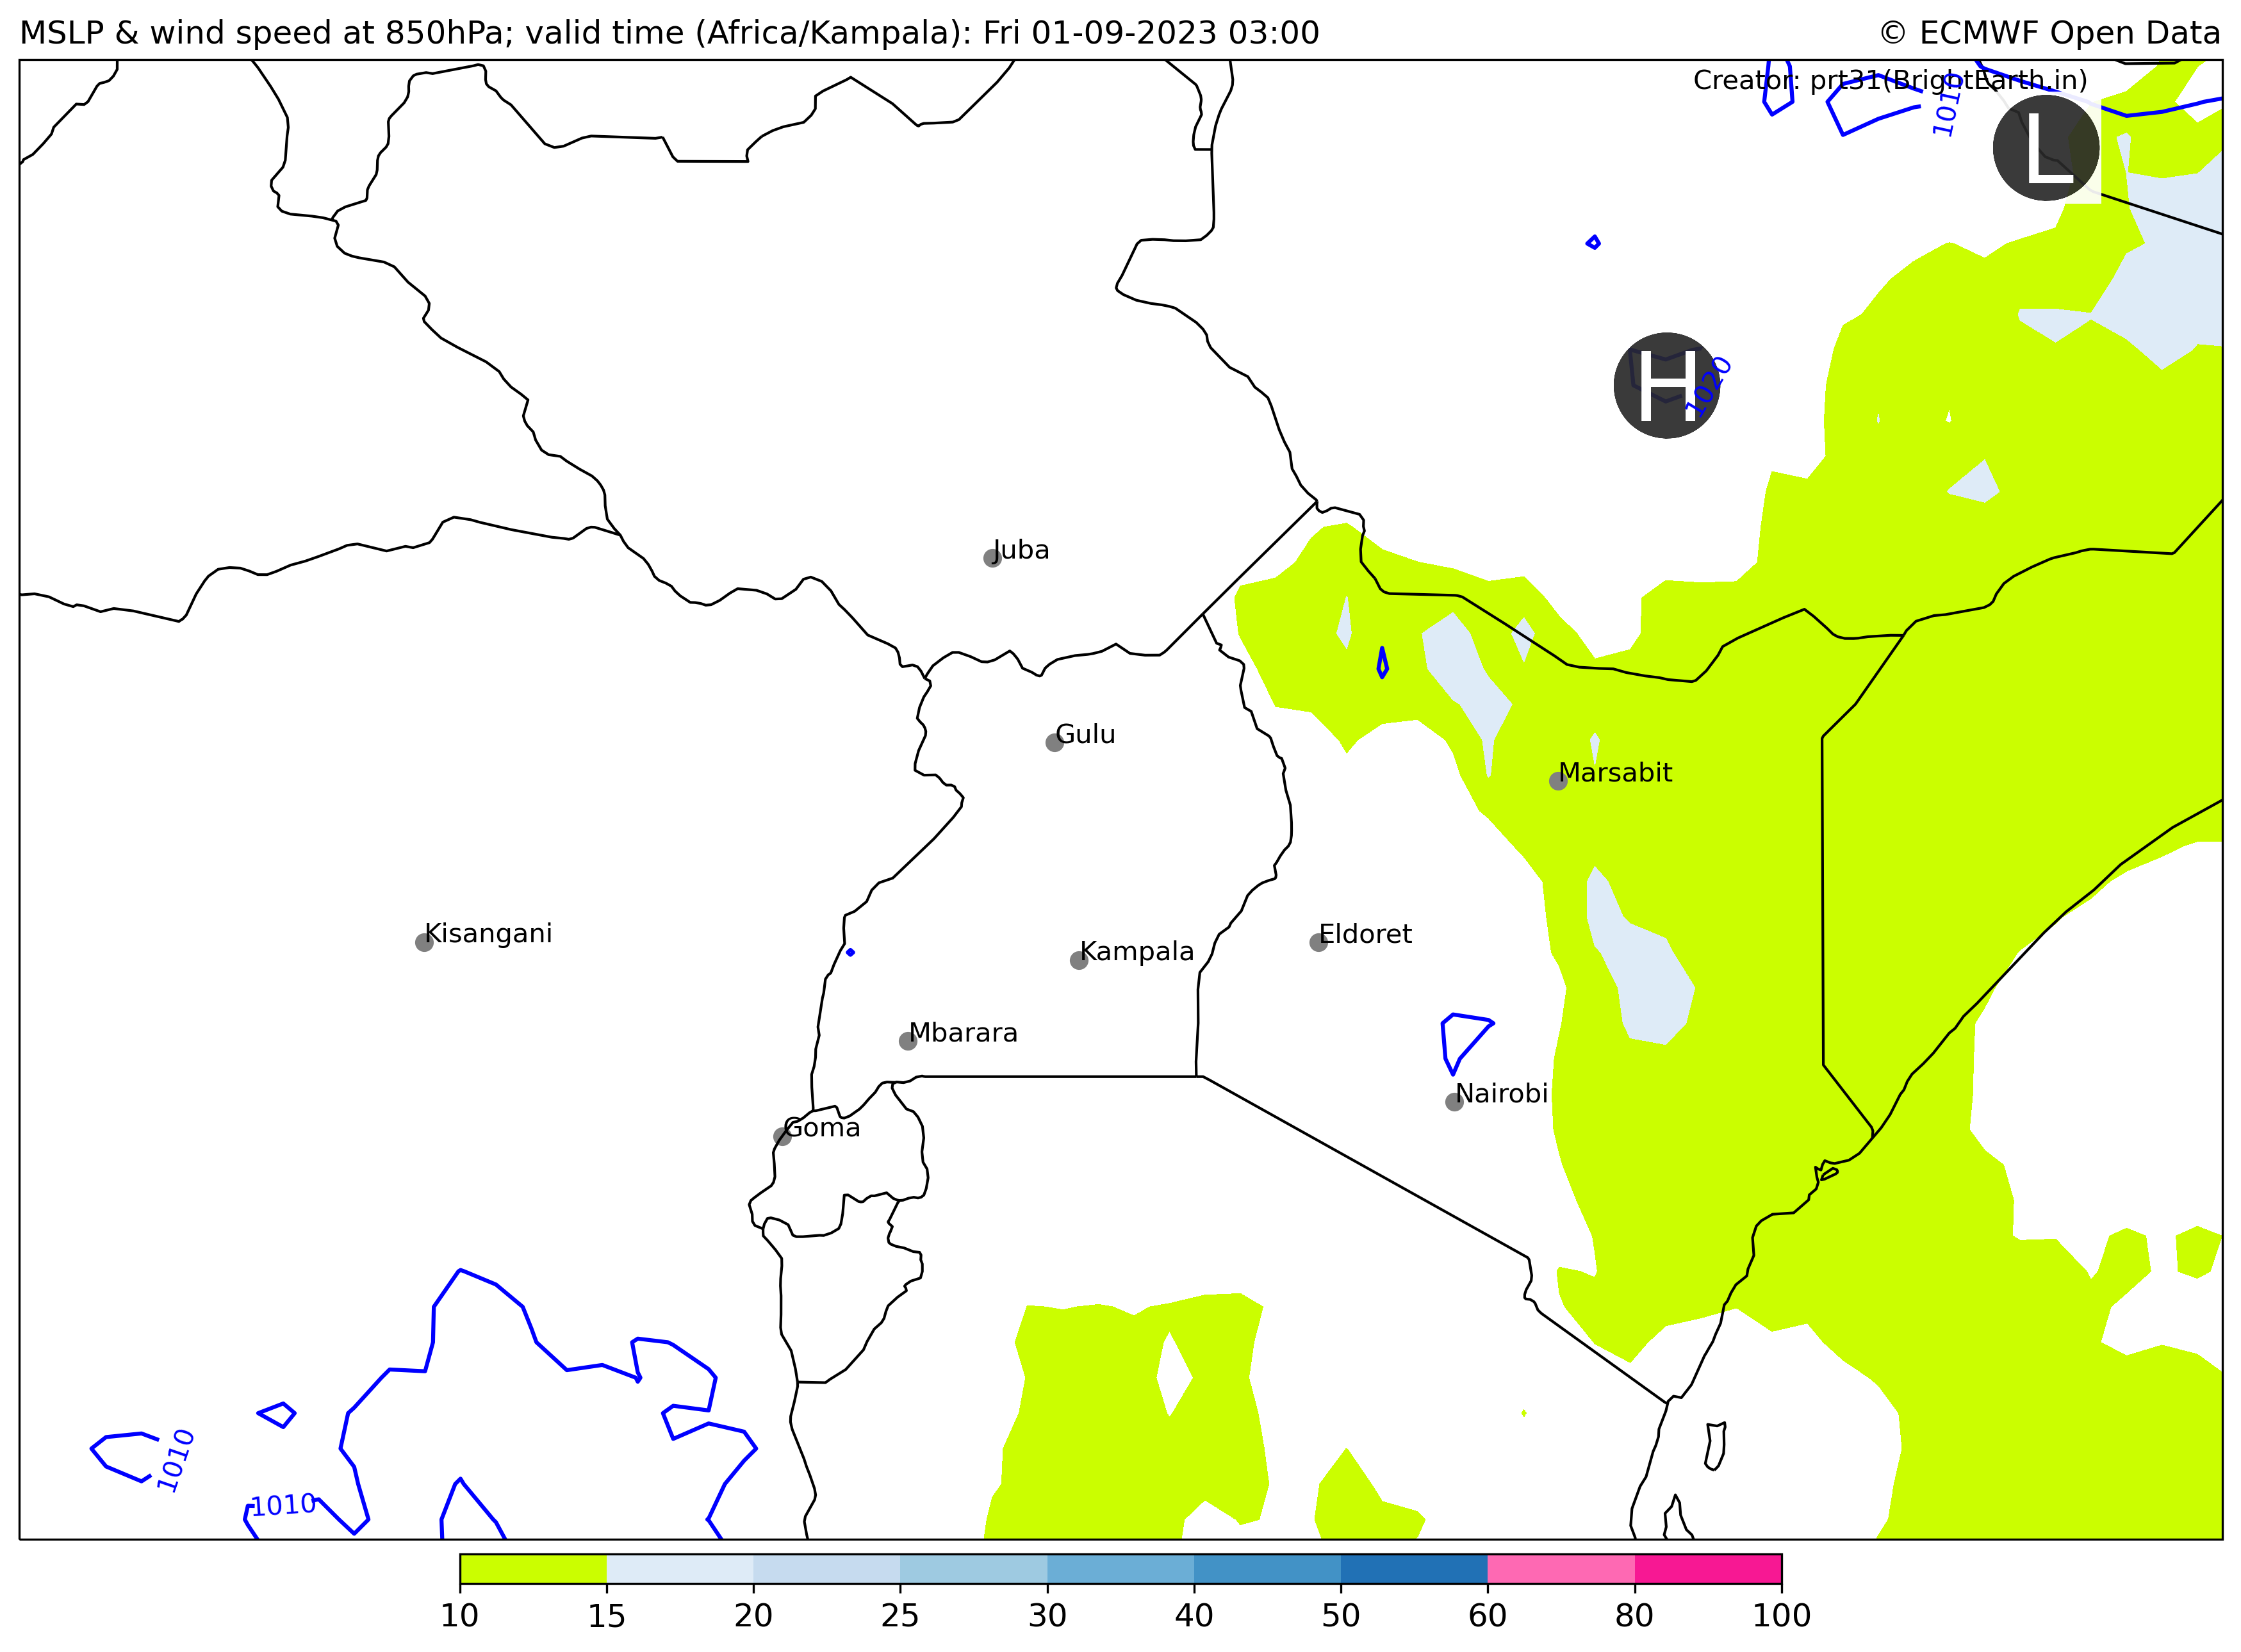 MSLP & wind speed at 850hPa; valid time (Africa/Kampala): Fri 01-09-2023 03:00
© ECMWF Open Data
Creator: prt31(BrightEarth.in)
1010
L
H
1020
Juba
Gulu
Marsabit
Kisangani
Eldoret
Kampala
Mbarara
Nairobi
Goma
1010
1010
10 15 20 25 30 40 50 60 80 100